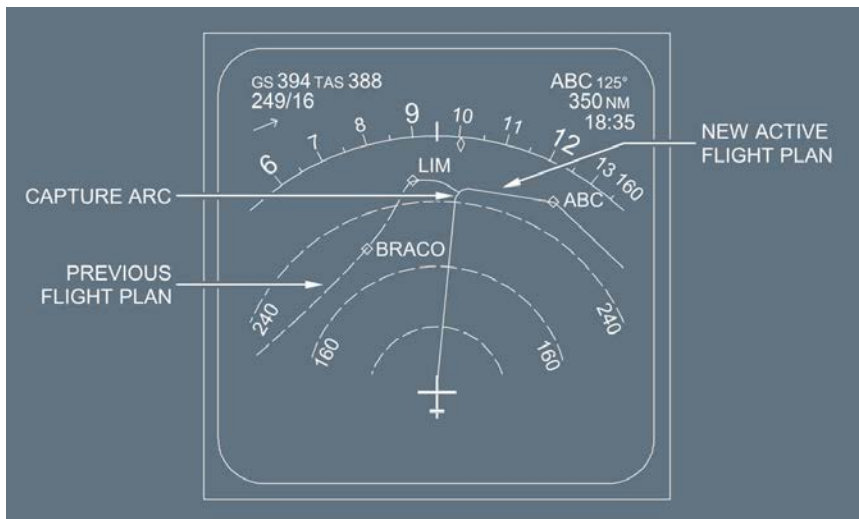 GS 394 TAS 388
249/16
ABC 125°
350 NM
18:35
6 7 8 9 10 11 12 13 160
NEW ACTIVE
FLIGHT PLAN
LIM
CAPTURE ARC
ABC
BRACO
PREVIOUS
FLIGHT PLAN
240
240
160
160